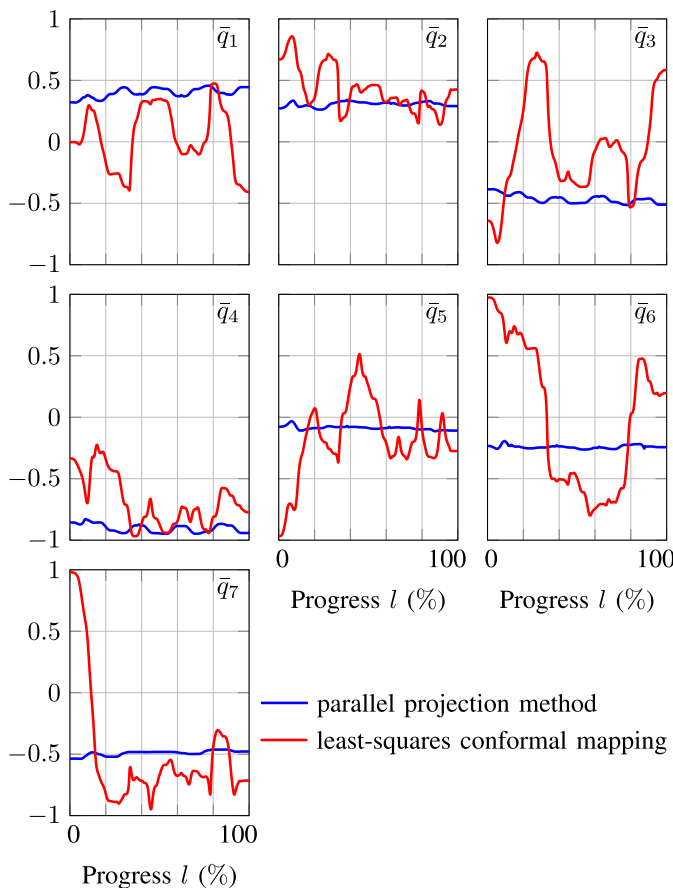 1
0.5
0
−0.5
−1
q̄₁
q̄₂
q̄₃
0.5
0
−0.5
−1
q̄₄
q̄₅
q̄₆
0 100
0 100
Progress l (%)
Progress l (%)
1
0.5
0
−0.5
−1
q̄₇
0 100
Progress l (%)
parallel projection method
least-squares conformal mapping